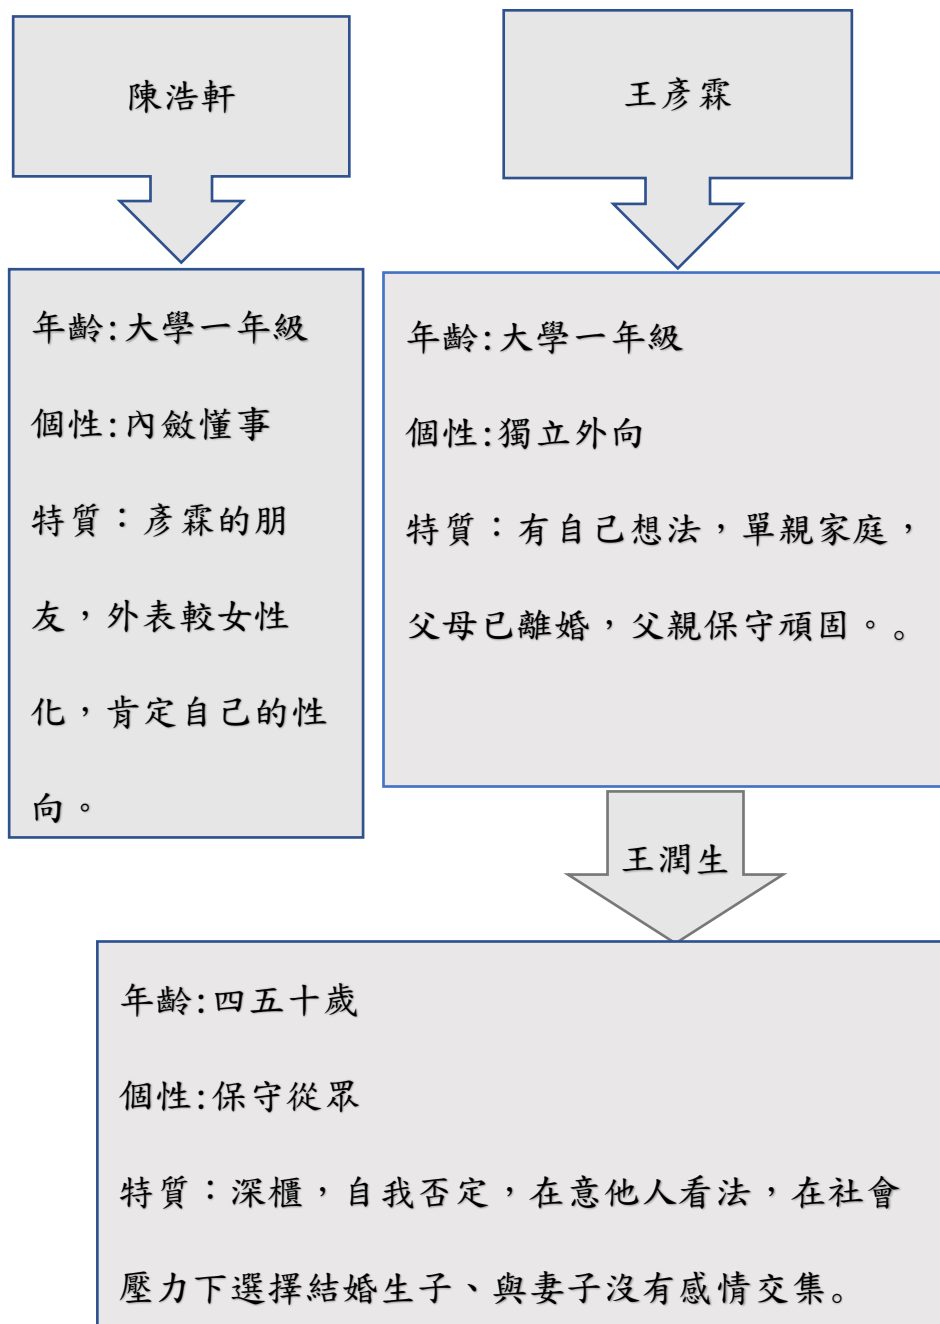 陳浩軒
年齡:大學一年級
個性:內斂懂事
特質：彥霖的朋
友，外表較女性
化，肯定自己的性
向。
王彥霖
年齡:大學一年級
個性:獨立外向
特質：有自己想法，單親家庭，
父母已離婚，父親保守頑固。。
王潤生
年齡:四五十歲
個性:保守從眾
特質：深櫃，自我否定，在意他人看法，在社會
壓力下選擇結婚生子、與妻子沒有感情交集。